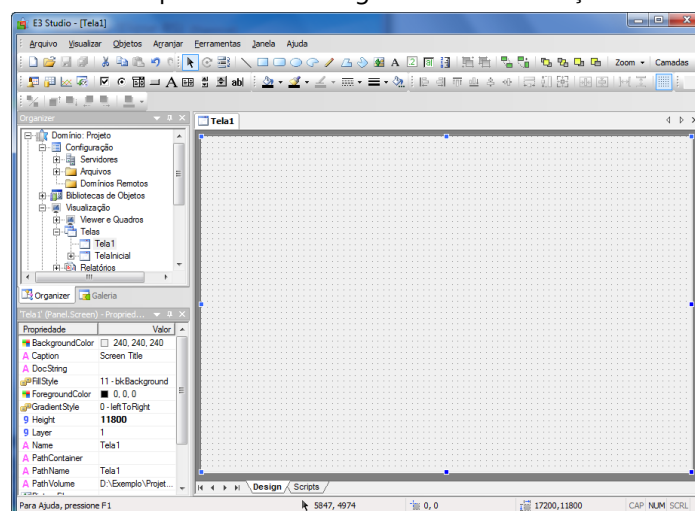 E3 Studio - [Tela1]
Arquivo Visualizar Objetos Arranjar Ferramentas Janela Ajuda
Zoom Camadas
Organizer
Tela1
Domínio: Projeto
Configuração
Servidores
Arquivos
Domínios Remotos
Bibliotecas de Objetos
Visualização
Viewer e Quadros
Telas
Tela1
TelaInicial
Relatórios
Organizer Galeria
'Tela1' (Panel.Screen) - Propried...
Propriedade Valor
BackgroundColor 240, 240, 240
Caption Screen Title
DocString
FillStyle 11 - bkBackground
ForegroundColor 0, 0, 0
GradientStyle 0 - leftToRight
Height 11800
Layer 1
Name Tela1
PathContainer
PathName Tela1
PathVolume D:\Exemplo\Projet...
Design Scripts
Para Ajuda, pressione F1 5847, 4974 0, 0 17200,11800 CAP NUM SCRL